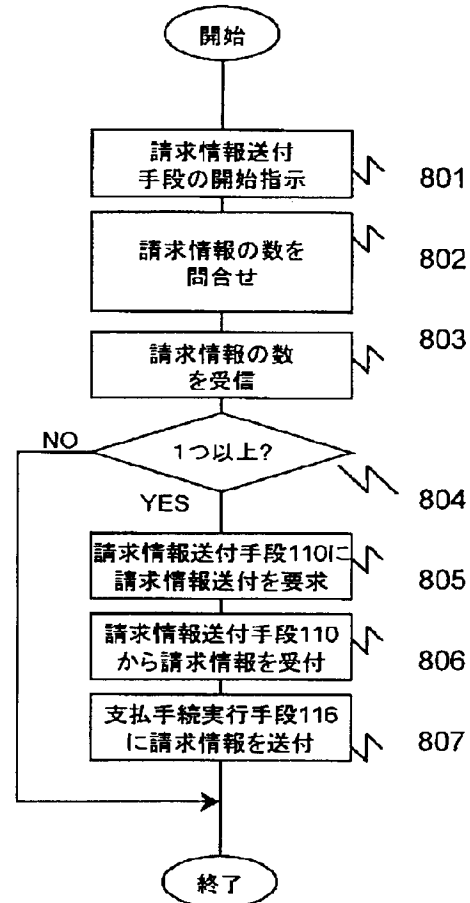 開始
請求情報送付
手段の開始指示
801
請求情報の数を
問合せ
802
請求情報の数
を受信
803
1つ以上?
NO
804
YES
請求情報送付手段110に
請求情報送付を要求
805
請求情報送付手段110
から請求情報を受付
806
支払手続実行手段116
に請求情報を送付
807
終了